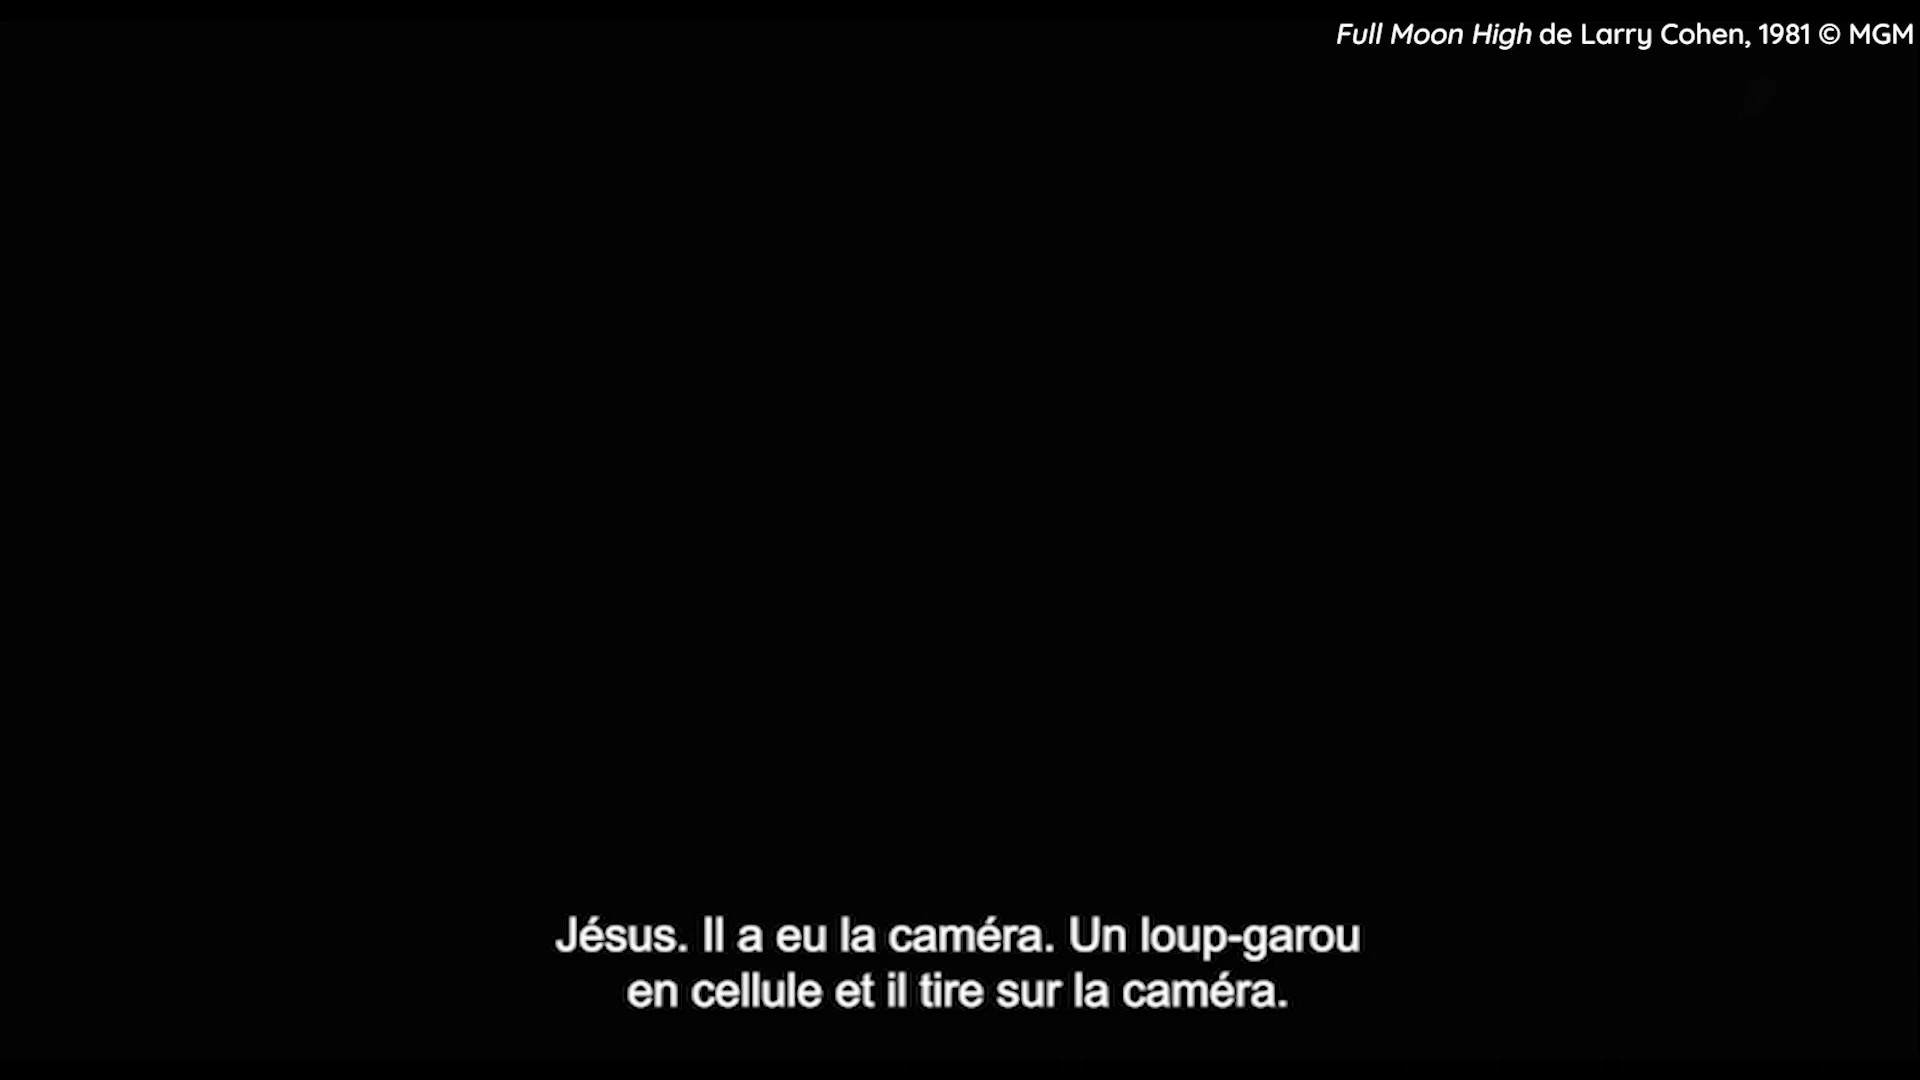 Full Moon High de Larry Cohen, 1981 © MGM
Jésus. Il a eu la caméra. Un loup-garou
en cellule et il tire sur la caméra.